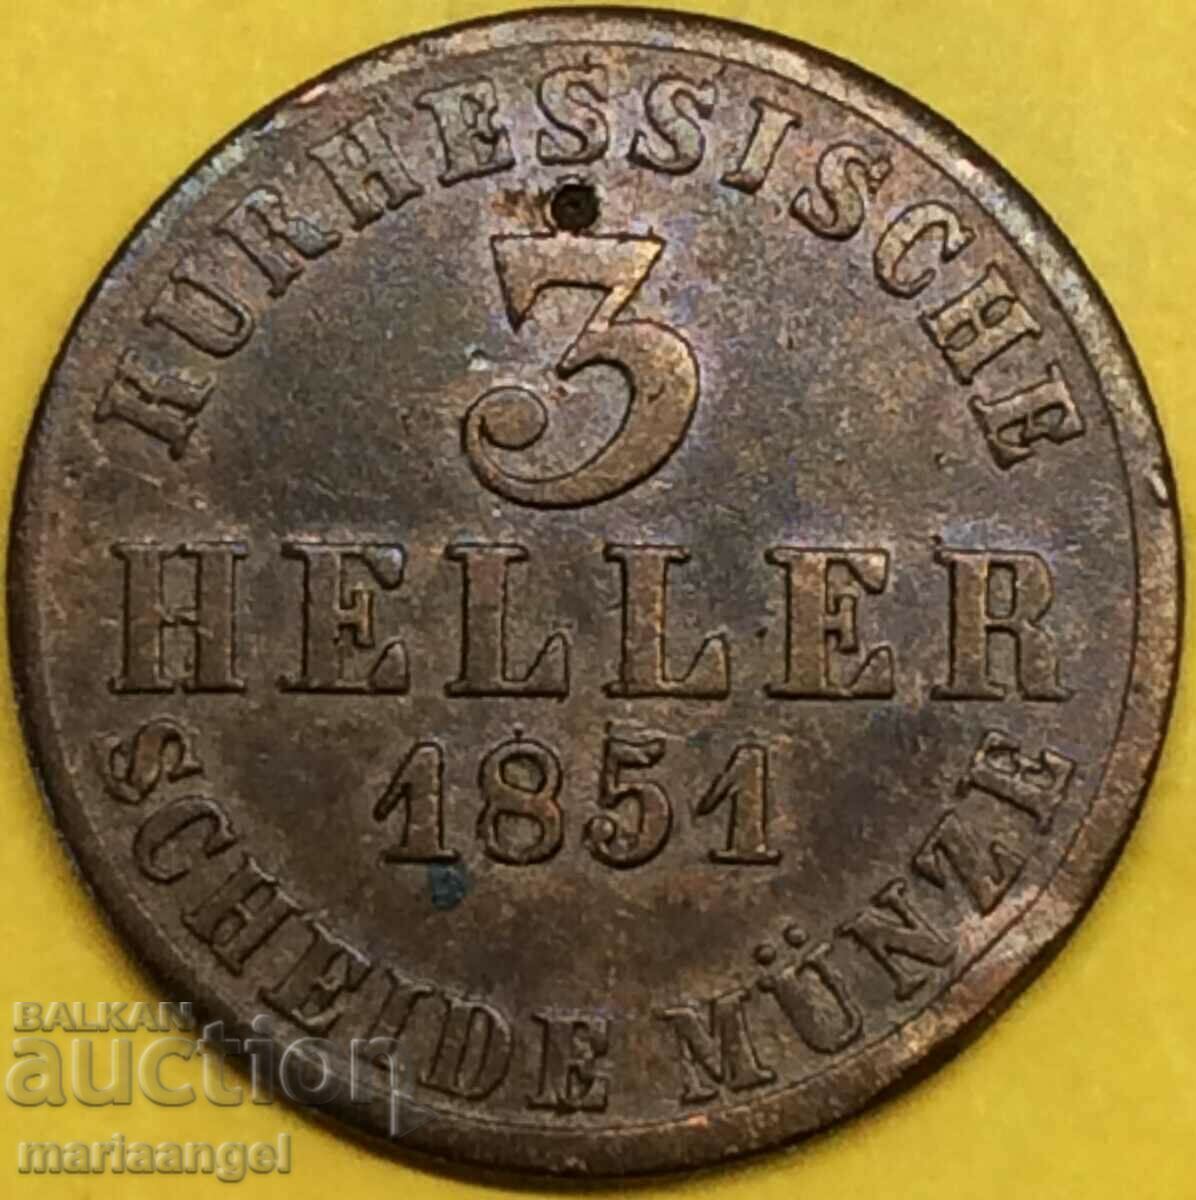 KURHESSISCHE
3
HELLER
1851
SCHEIDE MÜNZE
BALKAN
auction
mariaangel